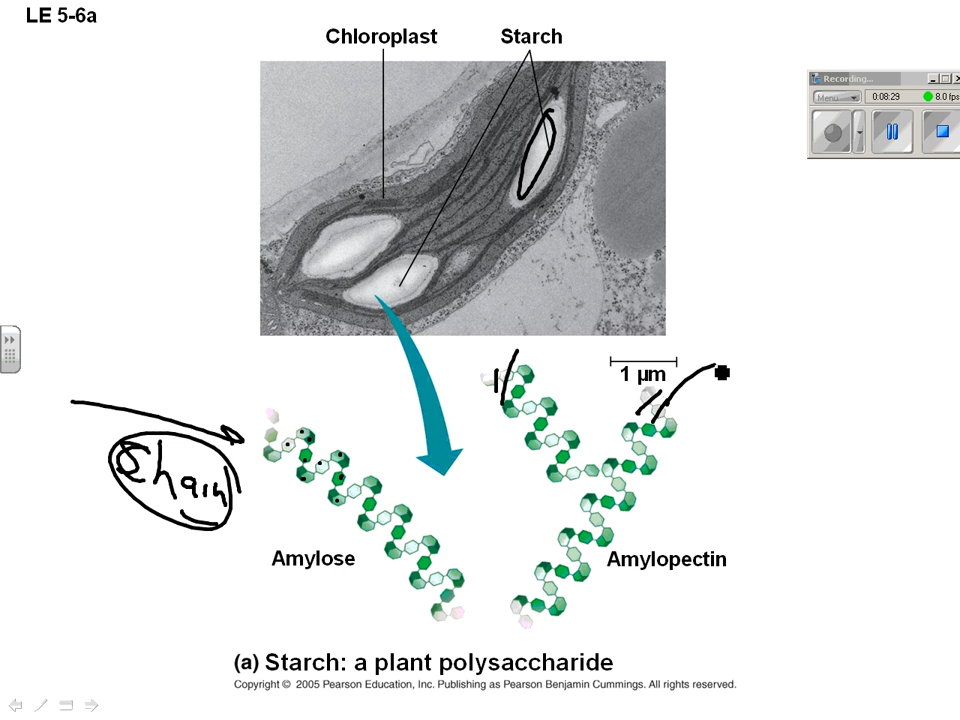 LE 5-6a
Chloroplast
Starch
Recording...
Menu
0:08:29
8.0 fps
1 µm
Chain
Amylose
Amylopectin
(a) Starch: a plant polysaccharide
Copyright © 2005 Pearson Education, Inc. Publishing as Pearson Benjamin Cummings. All rights reserved.